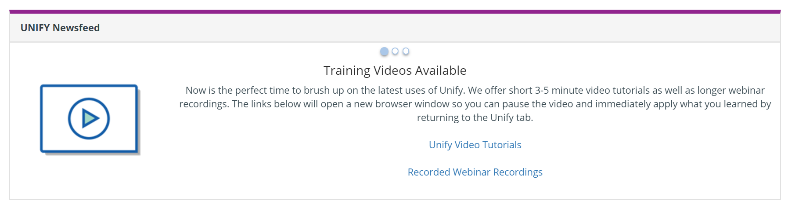 UNIFY Newsfeed
Training Videos Available
Now is the perfect time to brush up on the latest uses of Unify. We offer short 3-5 minute video tutorials as well as longer webinar
recordings. The links below will open a new browser window so you can pause the video and immediately apply what you learned by
returning to the Unify tab.
Unify Video Tutorials
Recorded Webinar Recordings